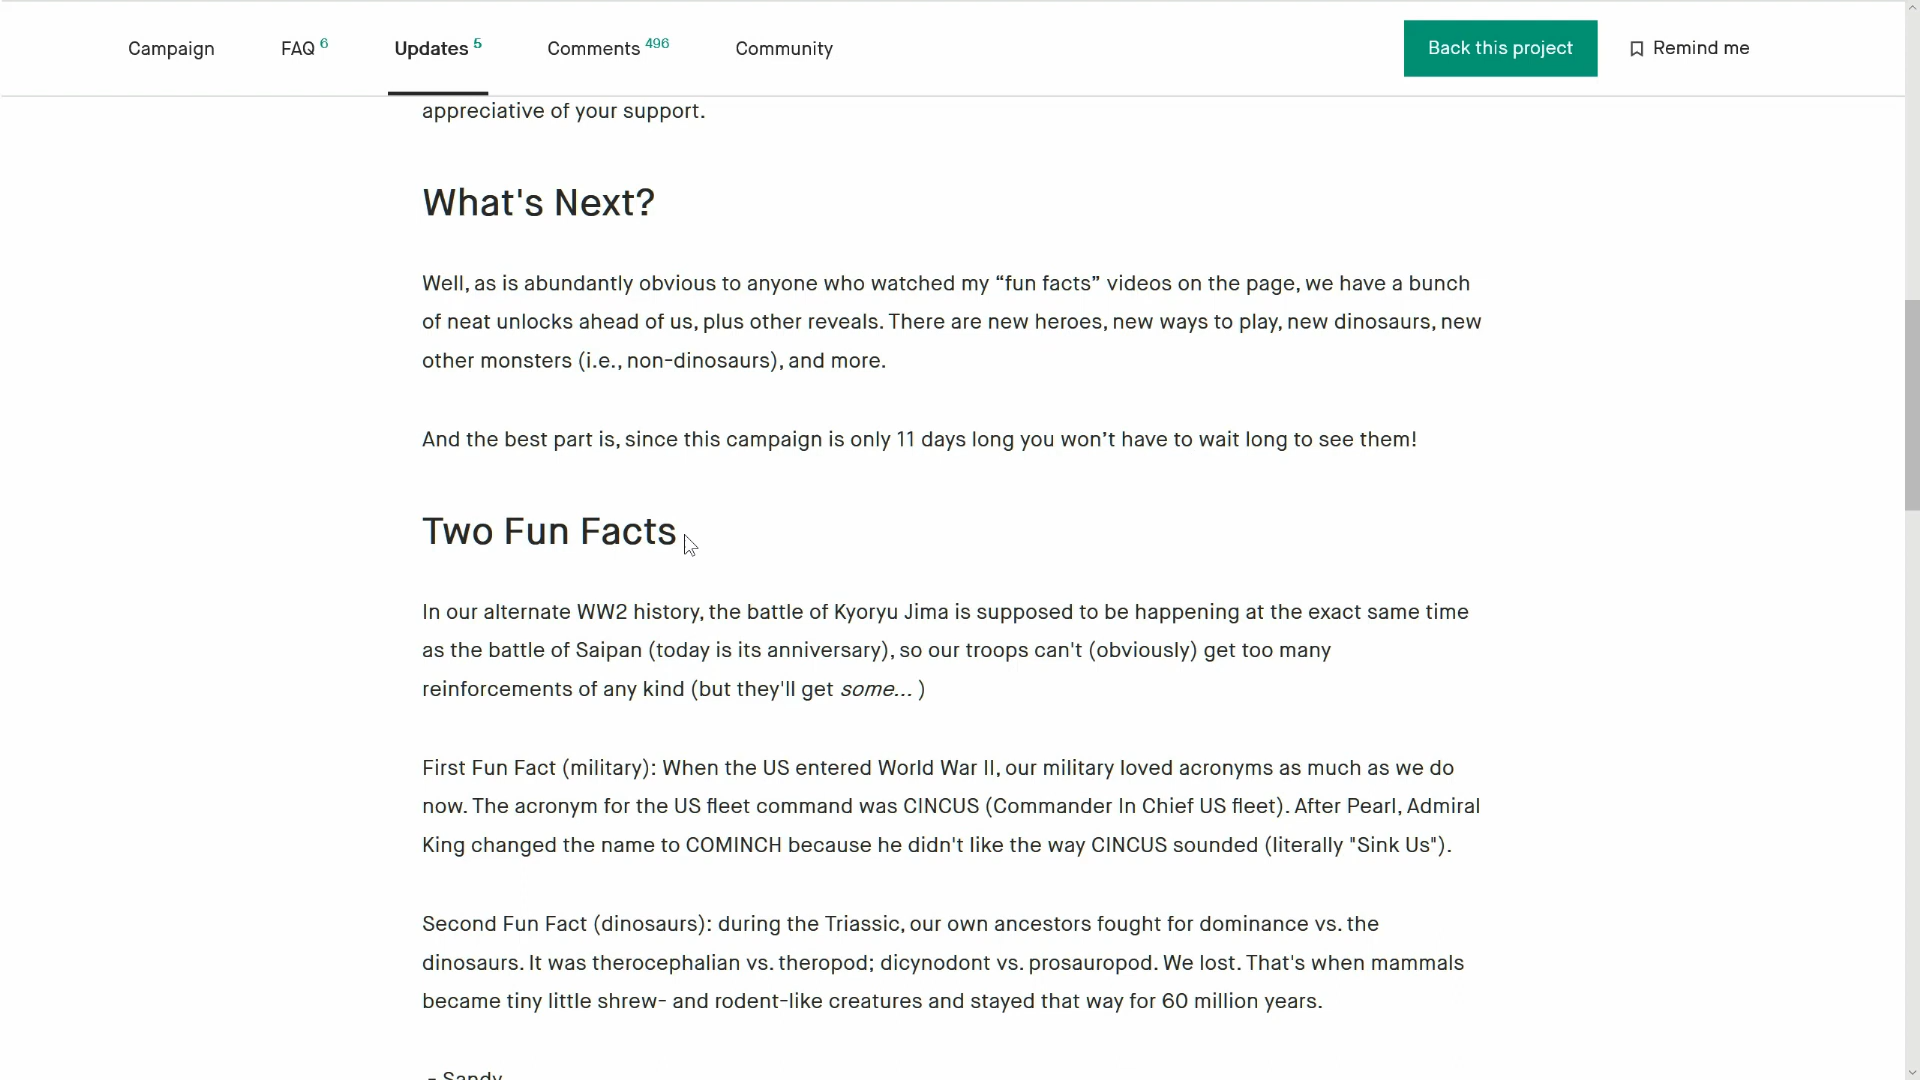 Campaign
FAQ 6
Updates 5
Comments 496
Community
Back this project
Remind me
appreciative of your support.
What's Next?
Well, as is abundantly obvious to anyone who watched my “fun facts” videos on the page, we have a bunch
of neat unlocks ahead of us, plus other reveals. There are new heroes, new ways to play, new dinosaurs, new
other monsters (i.e., non-dinosaurs), and more.
And the best part is, since this campaign is only 11 days long you won’t have to wait long to see them!
Two Fun Facts
In our alternate WW2 history, the battle of Kyoryu Jima is supposed to be happening at the exact same time
as the battle of Saipan (today is its anniversary), so our troops can't (obviously) get too many
reinforcements of any kind (but they'll get some... )
First Fun Fact (military): When the US entered World War II, our military loved acronyms as much as we do
now. The acronym for the US fleet command was CINCUS (Commander In Chief US fleet). After Pearl, Admiral
King changed the name to COMINCH because he didn't like the way CINCUS sounded (literally "Sink Us").
Second Fun Fact (dinosaurs): during the Triassic, our own ancestors fought for dominance vs. the
dinosaurs. It was therocephalian vs. theropod; dicynodont vs. prosauropod. We lost. That's when mammals
became tiny little shrew- and rodent-like creatures and stayed that way for 60 million years.
- Sandy